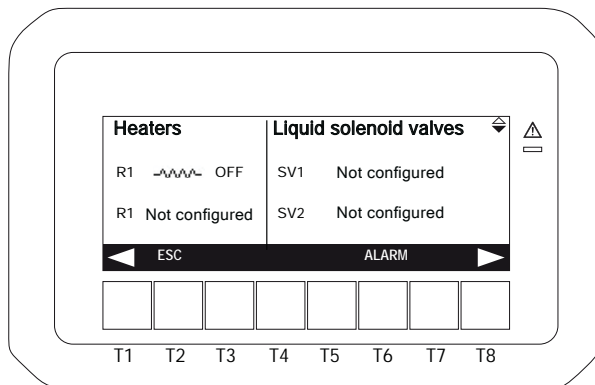 Heaters
Liquid solenoid valves
R1 OFF
SV1 Not configured
R1 Not configured
SV2 Not configured
ESC ALARM
T1 T2 T3 T4 T5 T6 T7 T8